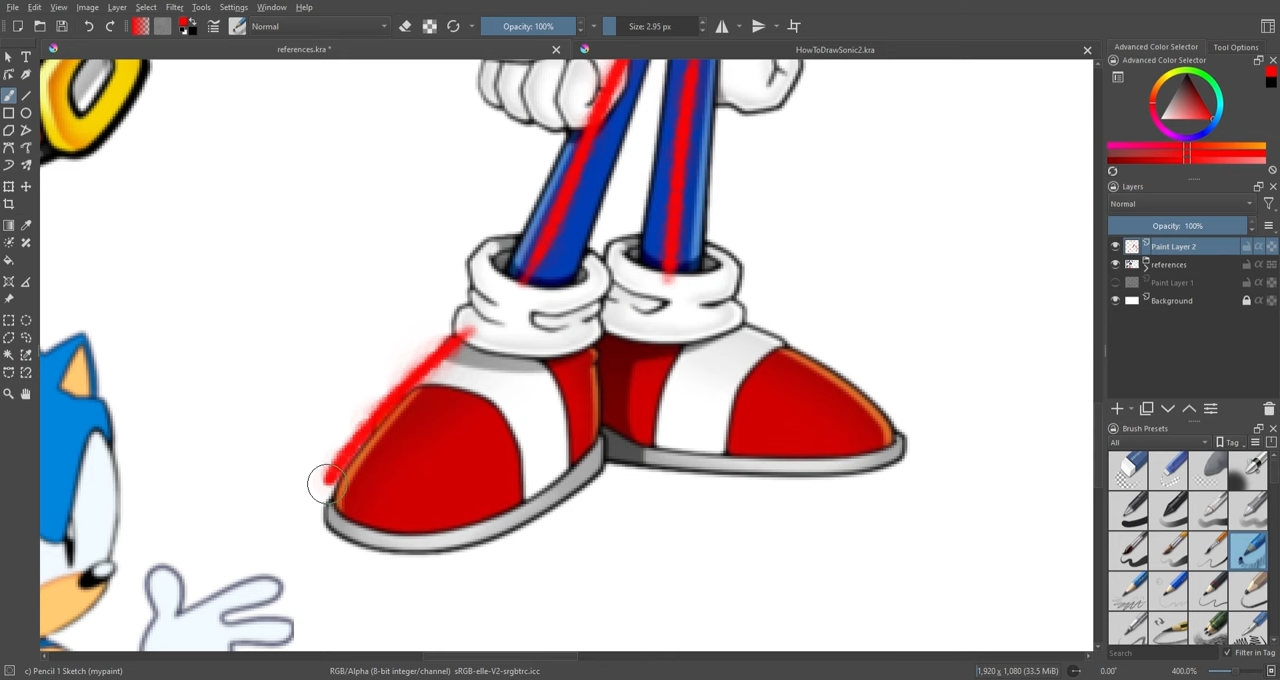 File Edit View Image Layer Select Filter Tools Settings Window Help
Normal Opacity: 100% Size: 2.95 px
references.kra * HowToDrawSonic2.kra
Advanced Color Selector Tool Options
Advanced Color Selector
Layers
Normal
Opacity: 100%
Paint Layer 2
references
Paint Layer 1
Background
Brush Presets
All Tag
Search Filter in Tag
c) Pencil 1 Sketch (mypaint) RGB/Alpha (8-bit integer/channel) sRGB-elle-V2-srgbtrc.icc 1,920 x 1,080 (33.5 MiB) 0.00° 400.0%